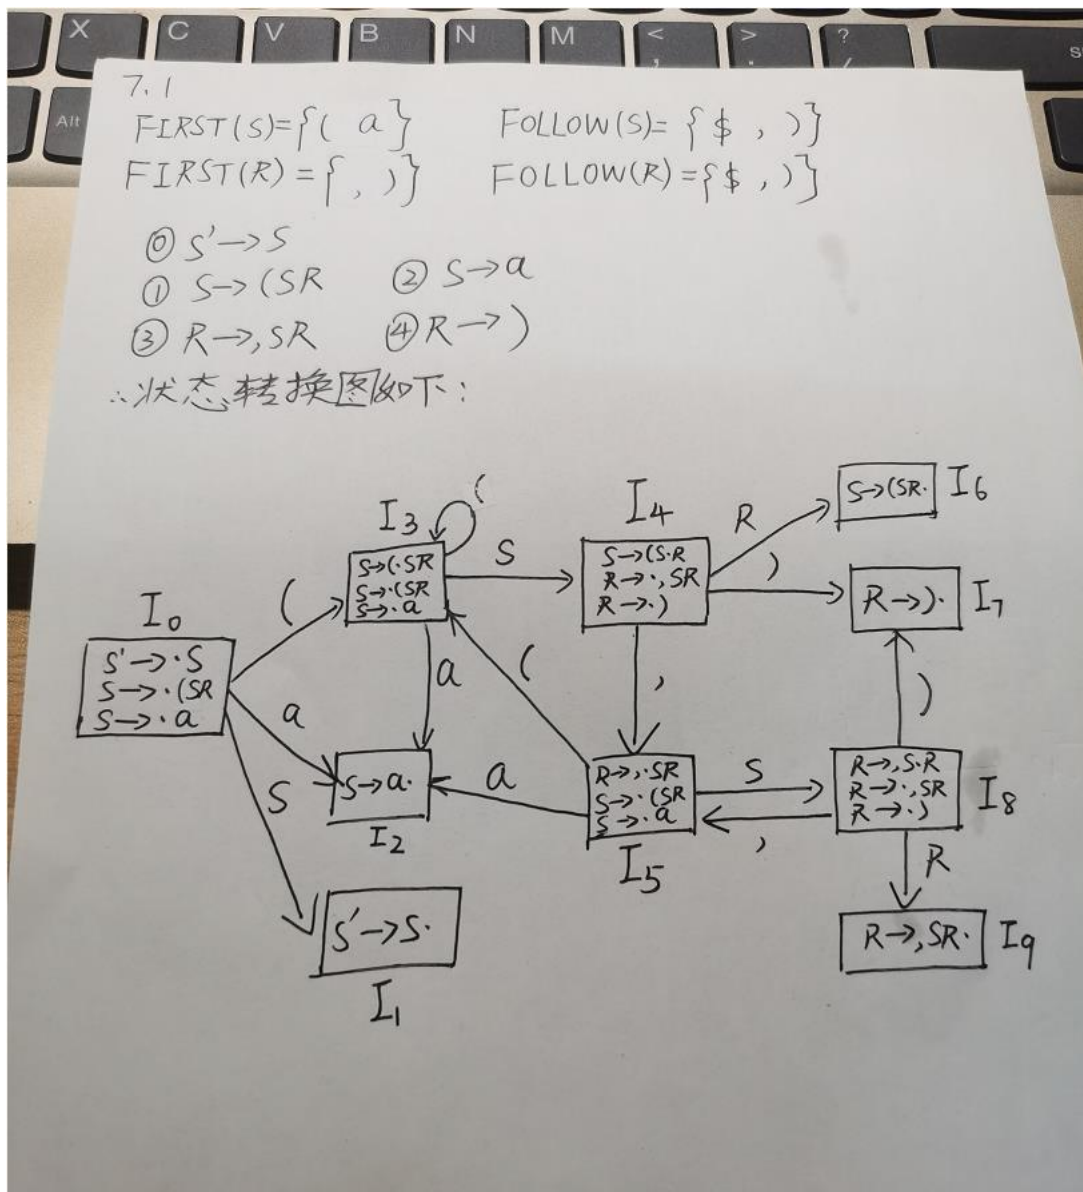 X C V B N M < , > . ? /
Alt
S
7.1
FIRST(S)={( a} FOLLOW(S)={$ , )}
FIRST(R)={ , )} FOLLOW(R)={$ , )}
⓪ S'→S
① S→(SR ② S→a
③ R→,SR ④ R→)
∴状态转换图如下:
I0
S'→·S
S→·(SR
S→·a
(
a
S
I3
(
S→(·SR
S→·(SR
S→·a
S
a
I4
S→(S·R
R→·,SR
R→·)
R
)
,
S→(SR· I6
R→)· I7
S→a·
I2
(
a
R→,·SR
S→·(SR
S→·a
I5
S
,
)
R→,S·R
R→·,SR
R→·)
I8
R
S'→S·
I1
R→,SR· I9